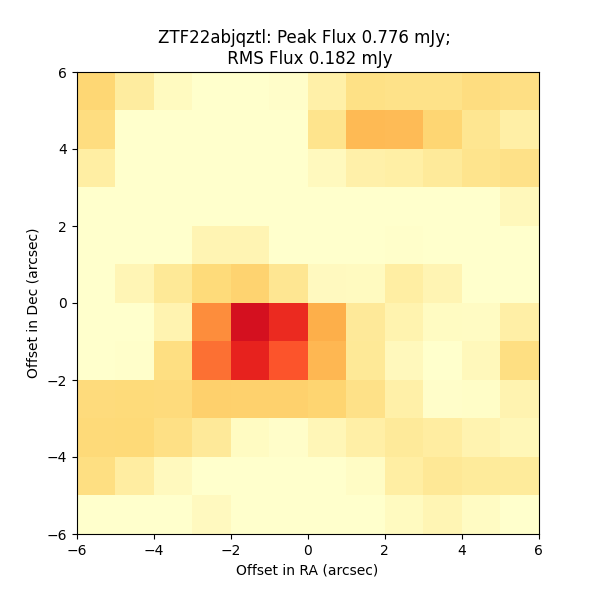 ZTF22abjqztl: Peak Flux 0.776 mJy;
RMS Flux 0.182 mJy
6
4
2
0
−2
−4
−6
Offset in Dec (arcsec)
−6 −4 −2 0 2 4 6
Offset in RA (arcsec)